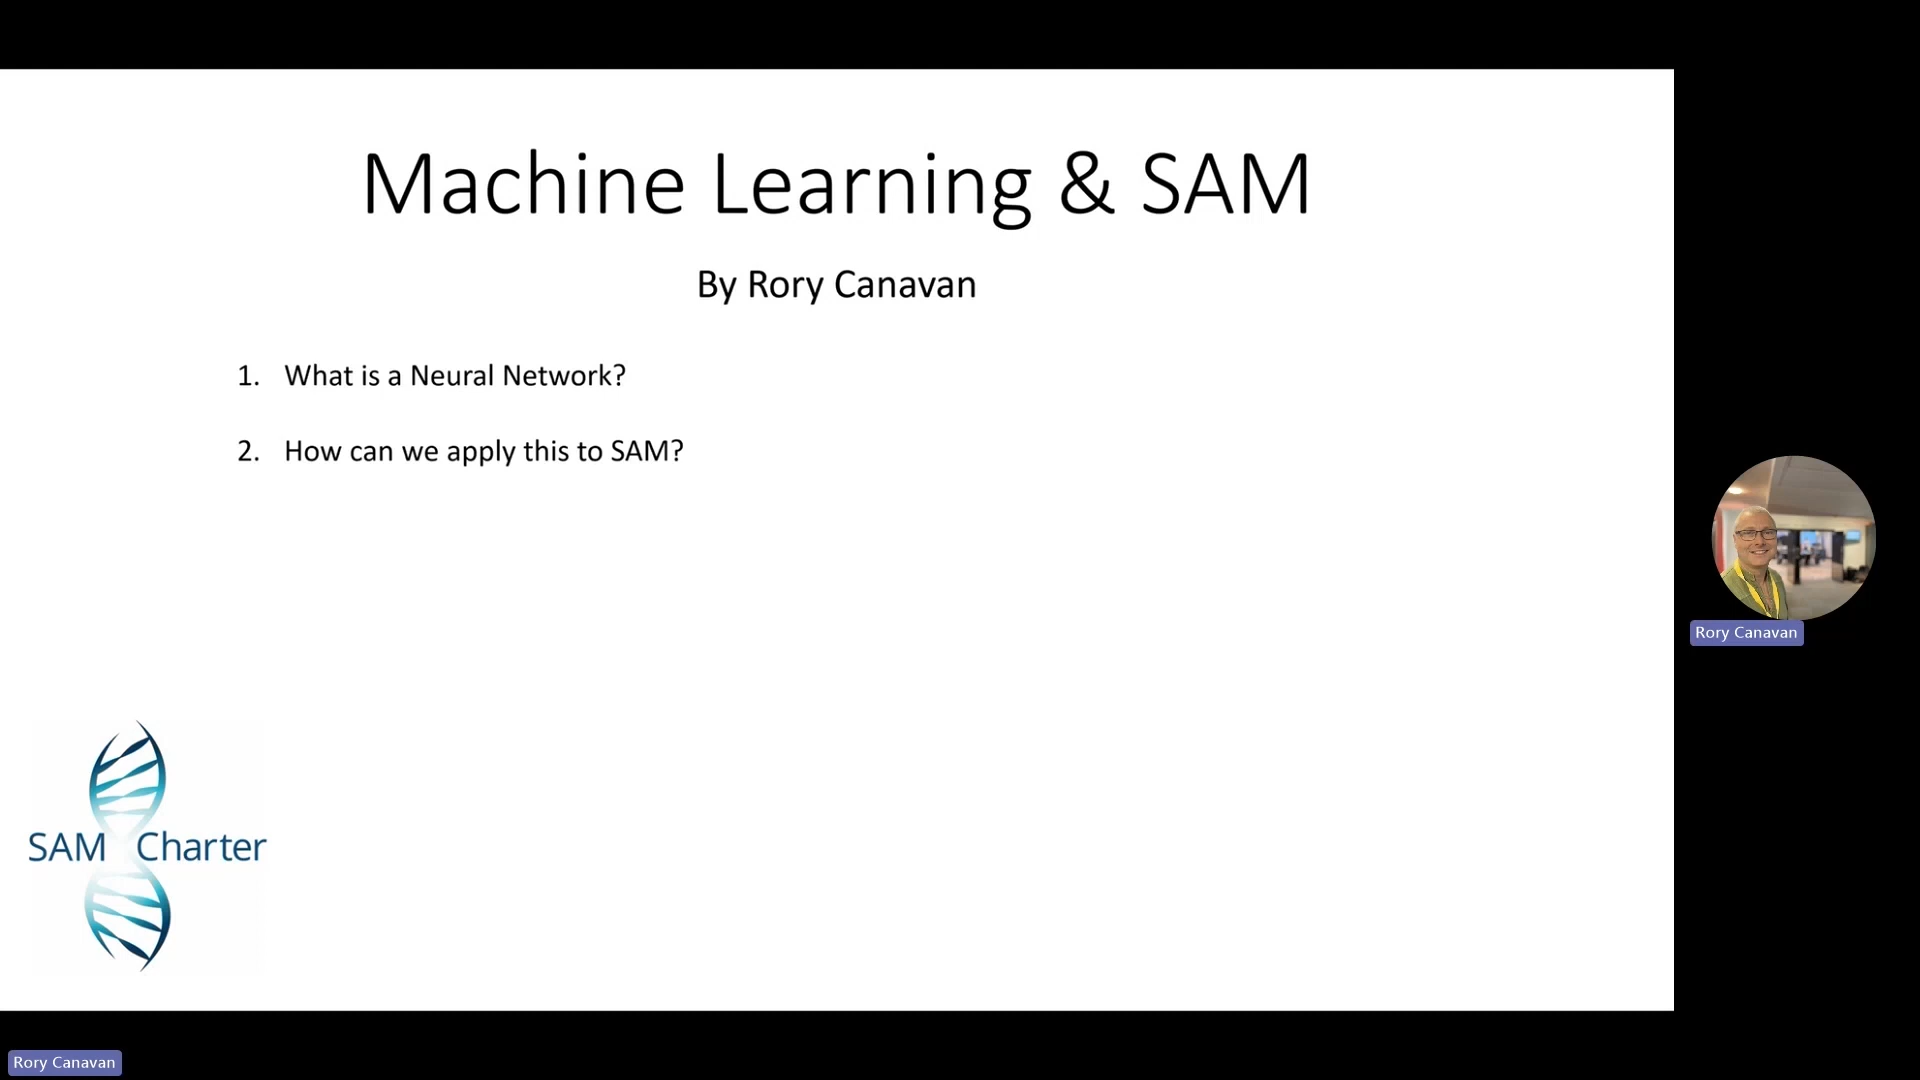 Machine Learning & SAM
By Rory Canavan
1. What is a Neural Network?
2. How can we apply this to SAM?
SAM Charter
Rory Canavan
Rory Canavan